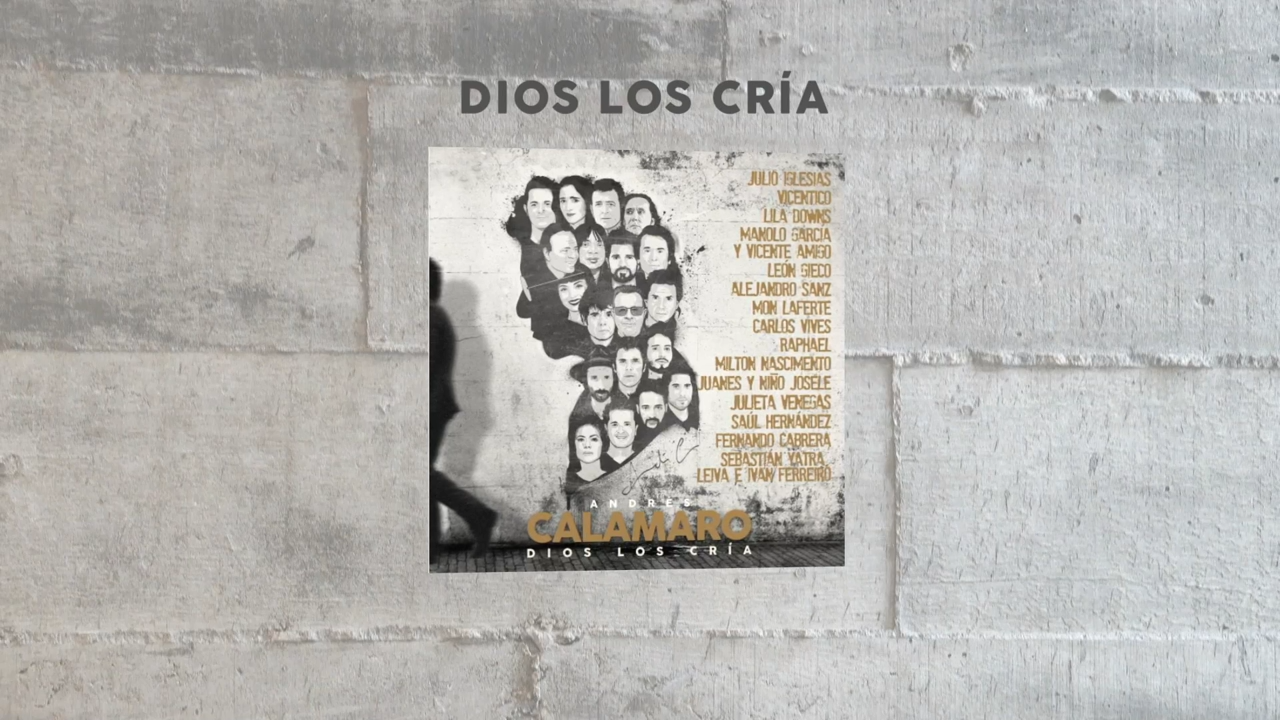 DIOS LOS CRÍA
JULIO IGLESIAS
VICENTICO
LILA DOWNS
MANOLO GARCÍA
Y VICENTE AMIGO
LEÓN GIECO
ALEJANDRO SANZ
MON LAFERTE
CARLOS VIVES
RAPHAEL
MILTON NASCIMENTO
JUANES Y NIÑO JOSELE
JULIETA VENEGAS
SAÚL HERNÁNDEZ
FERNANDO CABRERA
SEBASTIÁN YATRA
LEIVA E IVÁN FERREIRO
ANDRÉS
CALAMARO
DIOS LOS CRÍA